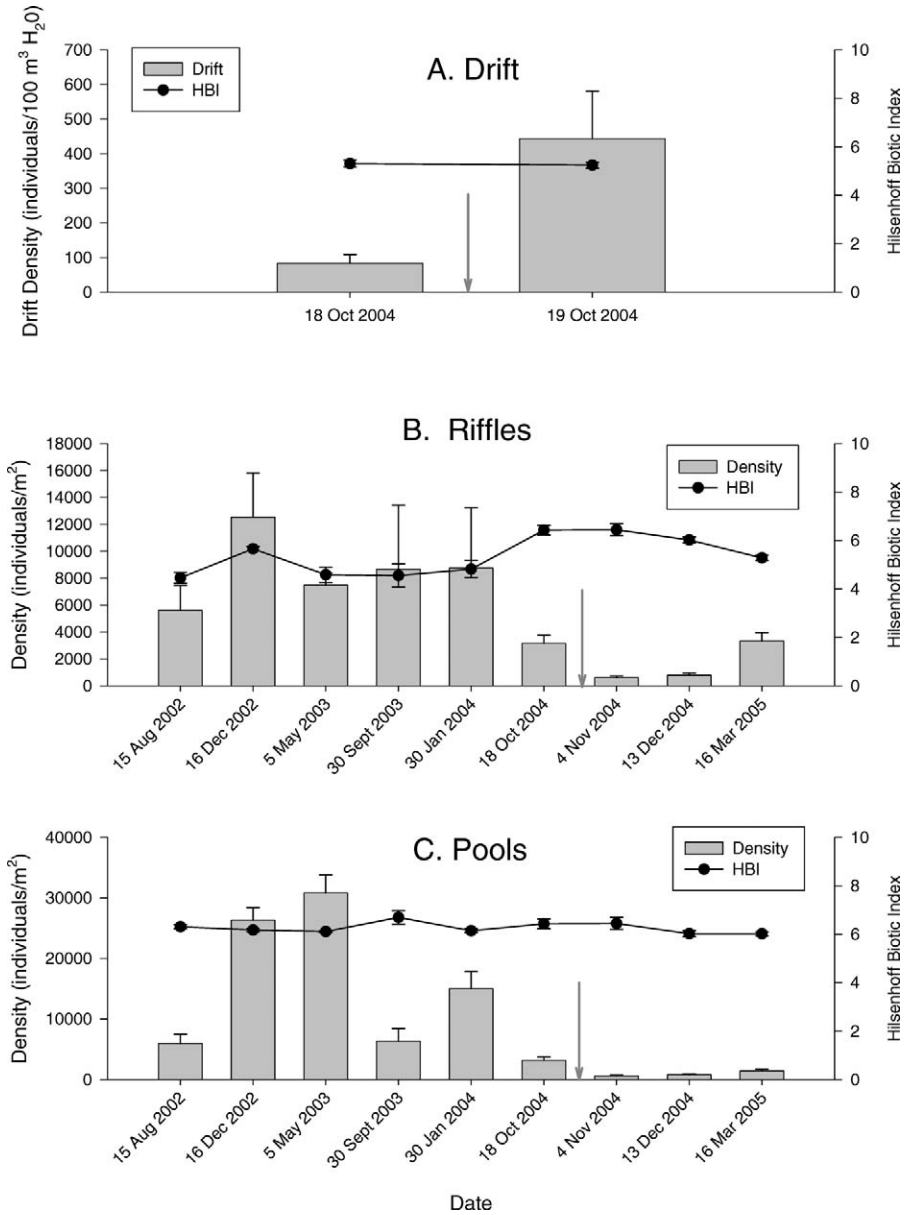 A. Drift
Drift
HBI
Drift Density (individuals/100 m³ H₂0)
700
600
500
400
300
200
100
0
Hilsenhoff Biotic Index
10
8
6
4
2
0
18 Oct 2004
19 Oct 2004
B. Riffles
Density
HBI
Density (individuals/m²)
18000
16000
14000
12000
10000
8000
6000
4000
2000
0
Hilsenhoff Biotic Index
10
8
6
4
2
0
15 Aug 2002
16 Dec 2002
5 May 2003
30 Sept 2003
30 Jan 2004
18 Oct 2004
4 Nov 2004
13 Dec 2004
16 Mar 2005
C. Pools
Density
HBI
Density (individuals/m²)
40000
30000
20000
10000
0
Hilsenhoff Biotic Index
10
8
6
4
2
0
15 Aug 2002
16 Dec 2002
5 May 2003
30 Sept 2003
30 Jan 2004
18 Oct 2004
4 Nov 2004
13 Dec 2004
16 Mar 2005
Date